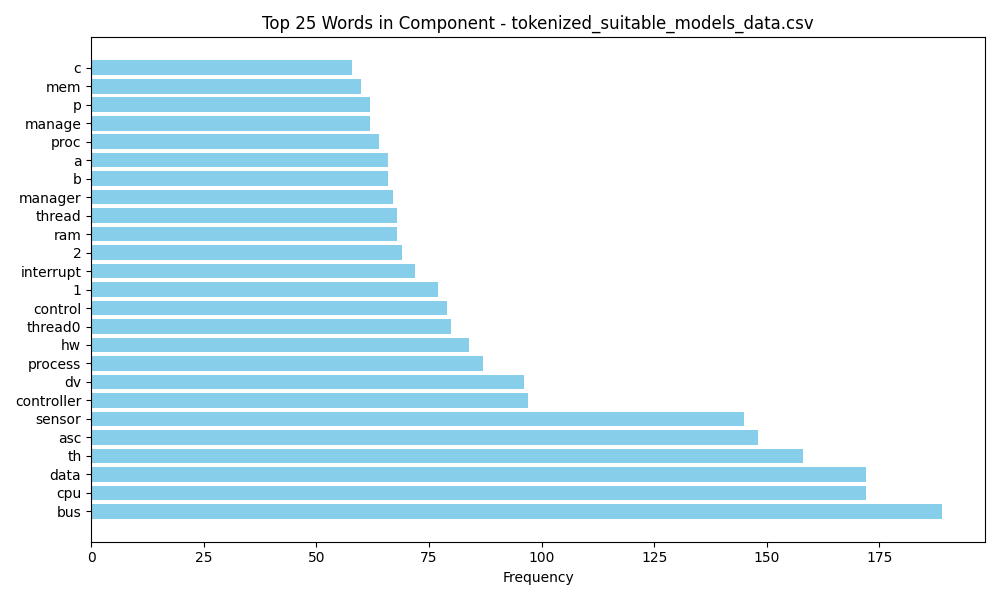 Top 25 Words in Component - tokenized_suitable_models_data.csv
c
mem
p
manage
proc
a
b
manager
thread
ram
2
interrupt
1
control
thread0
hw
process
dv
controller
sensor
asc
th
data
cpu
bus
0 25 50 75 100 125 150 175
Frequency